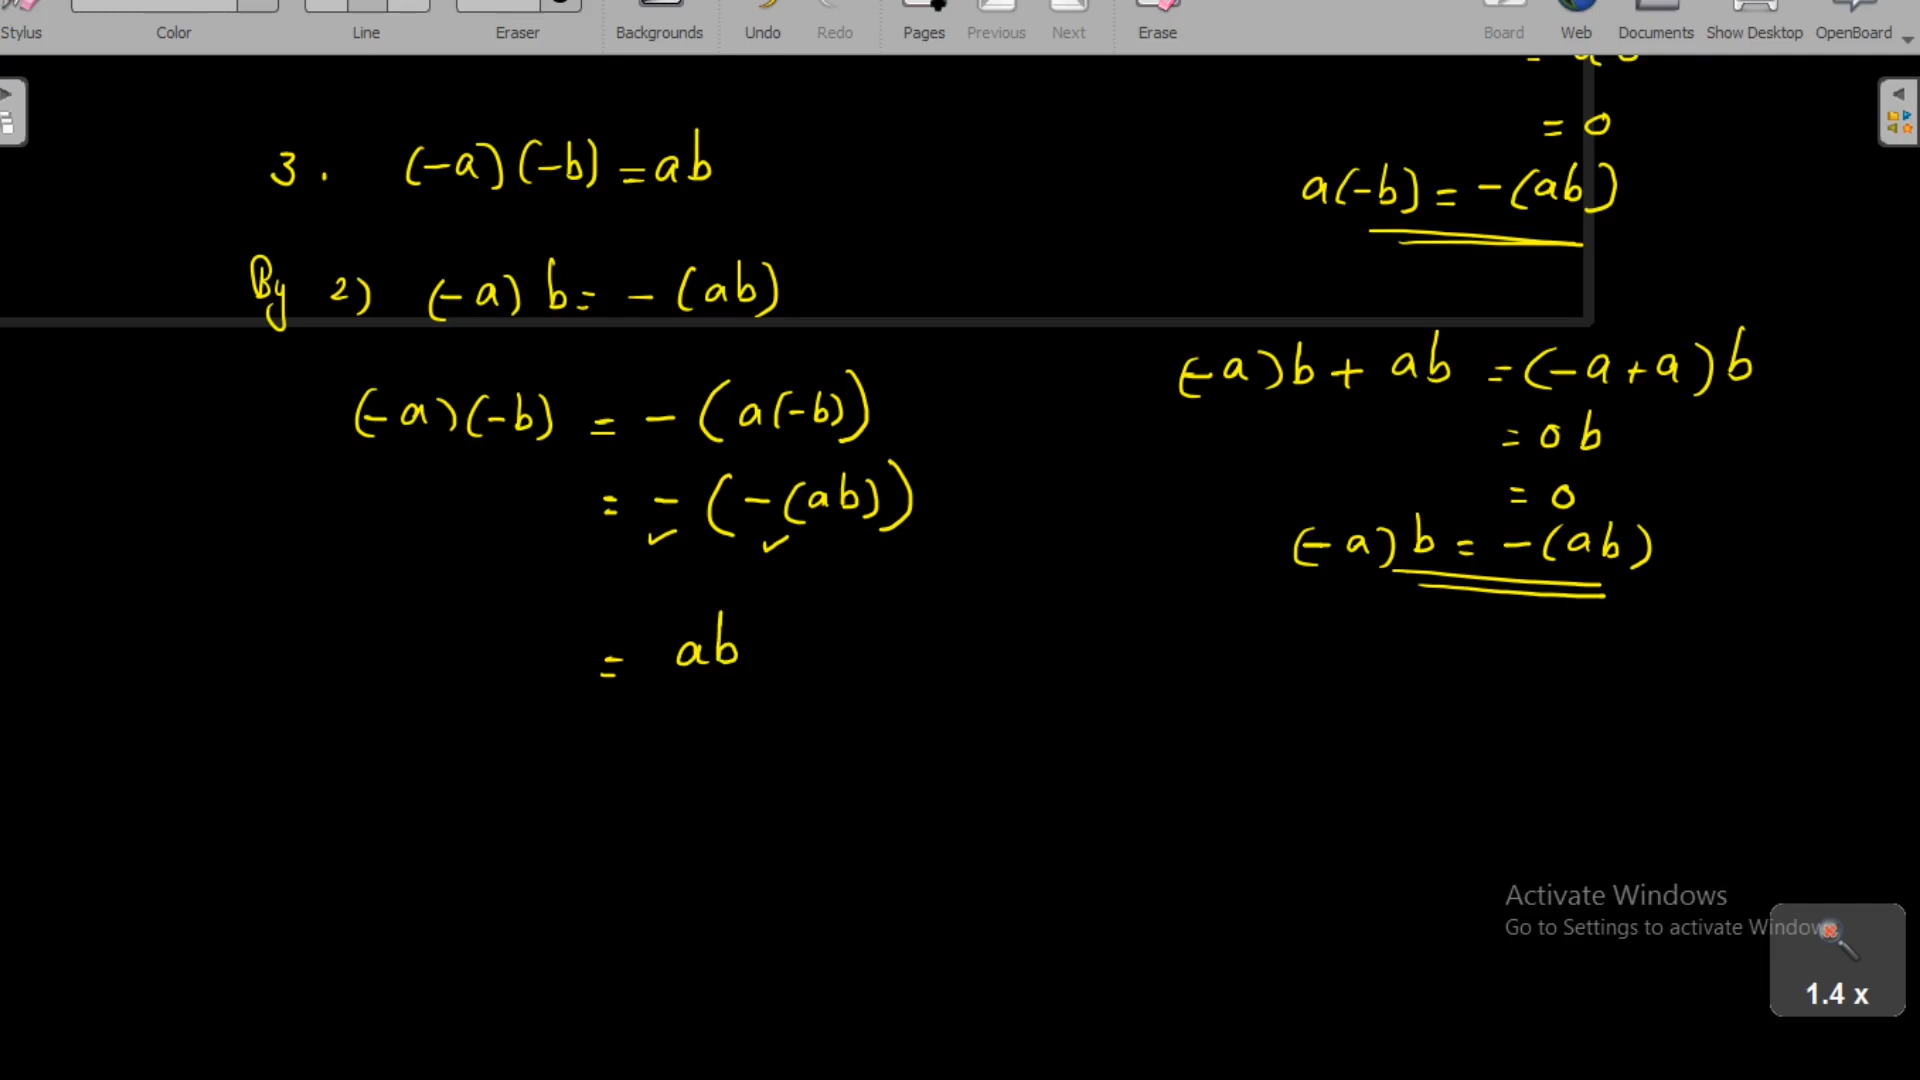 Stylus Color Line Eraser Backgrounds Undo Redo Pages Previous Next Erase Board Web Documents Show Desktop OpenBoard
3. (-a)(-b) = ab
By 2) (-a) b = - (ab)
(-a)(-b) = - (a(-b))
= - (-(ab))
= ab
= 0
a(-b) = -(ab)
(-a)b + ab = (-a+a)b
= 0b
= 0
(-a)b = -(ab)
Activate Windows
Go to Settings to activate Window
1.4 x